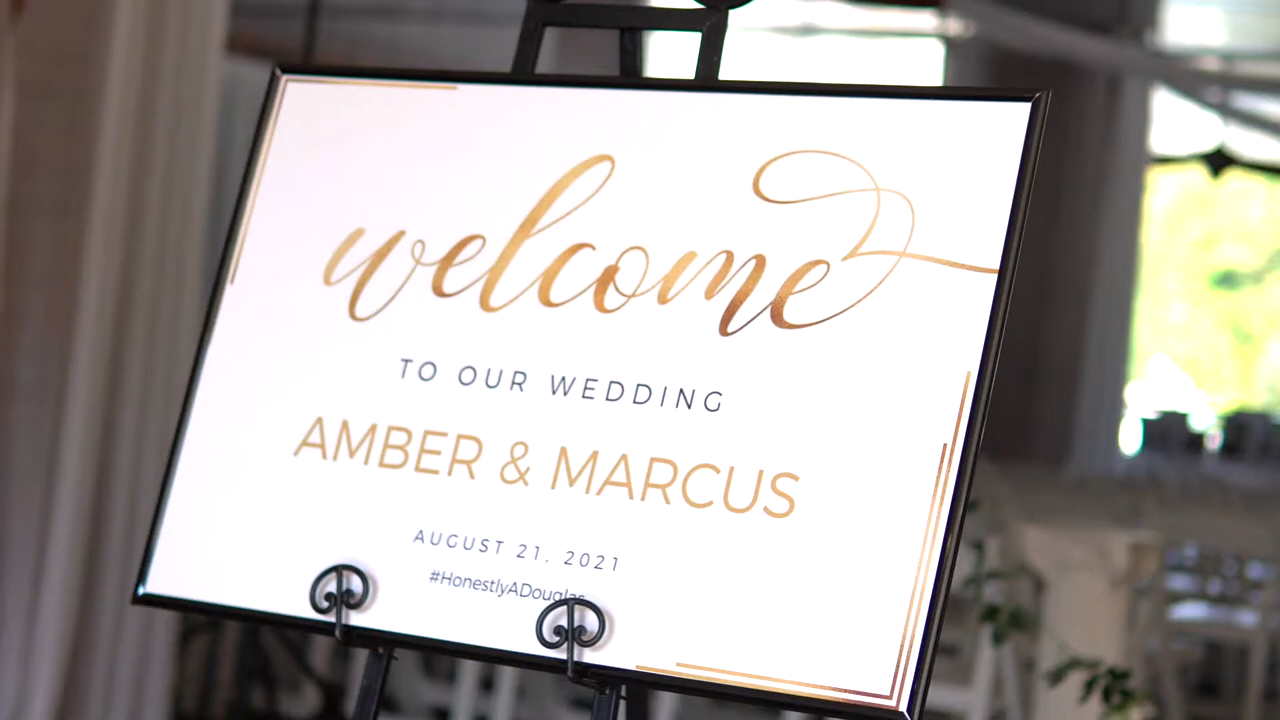 welcome
TO OUR WEDDING
AMBER & MARCUS
AUGUST 21, 2021
#HonestlyADouglas